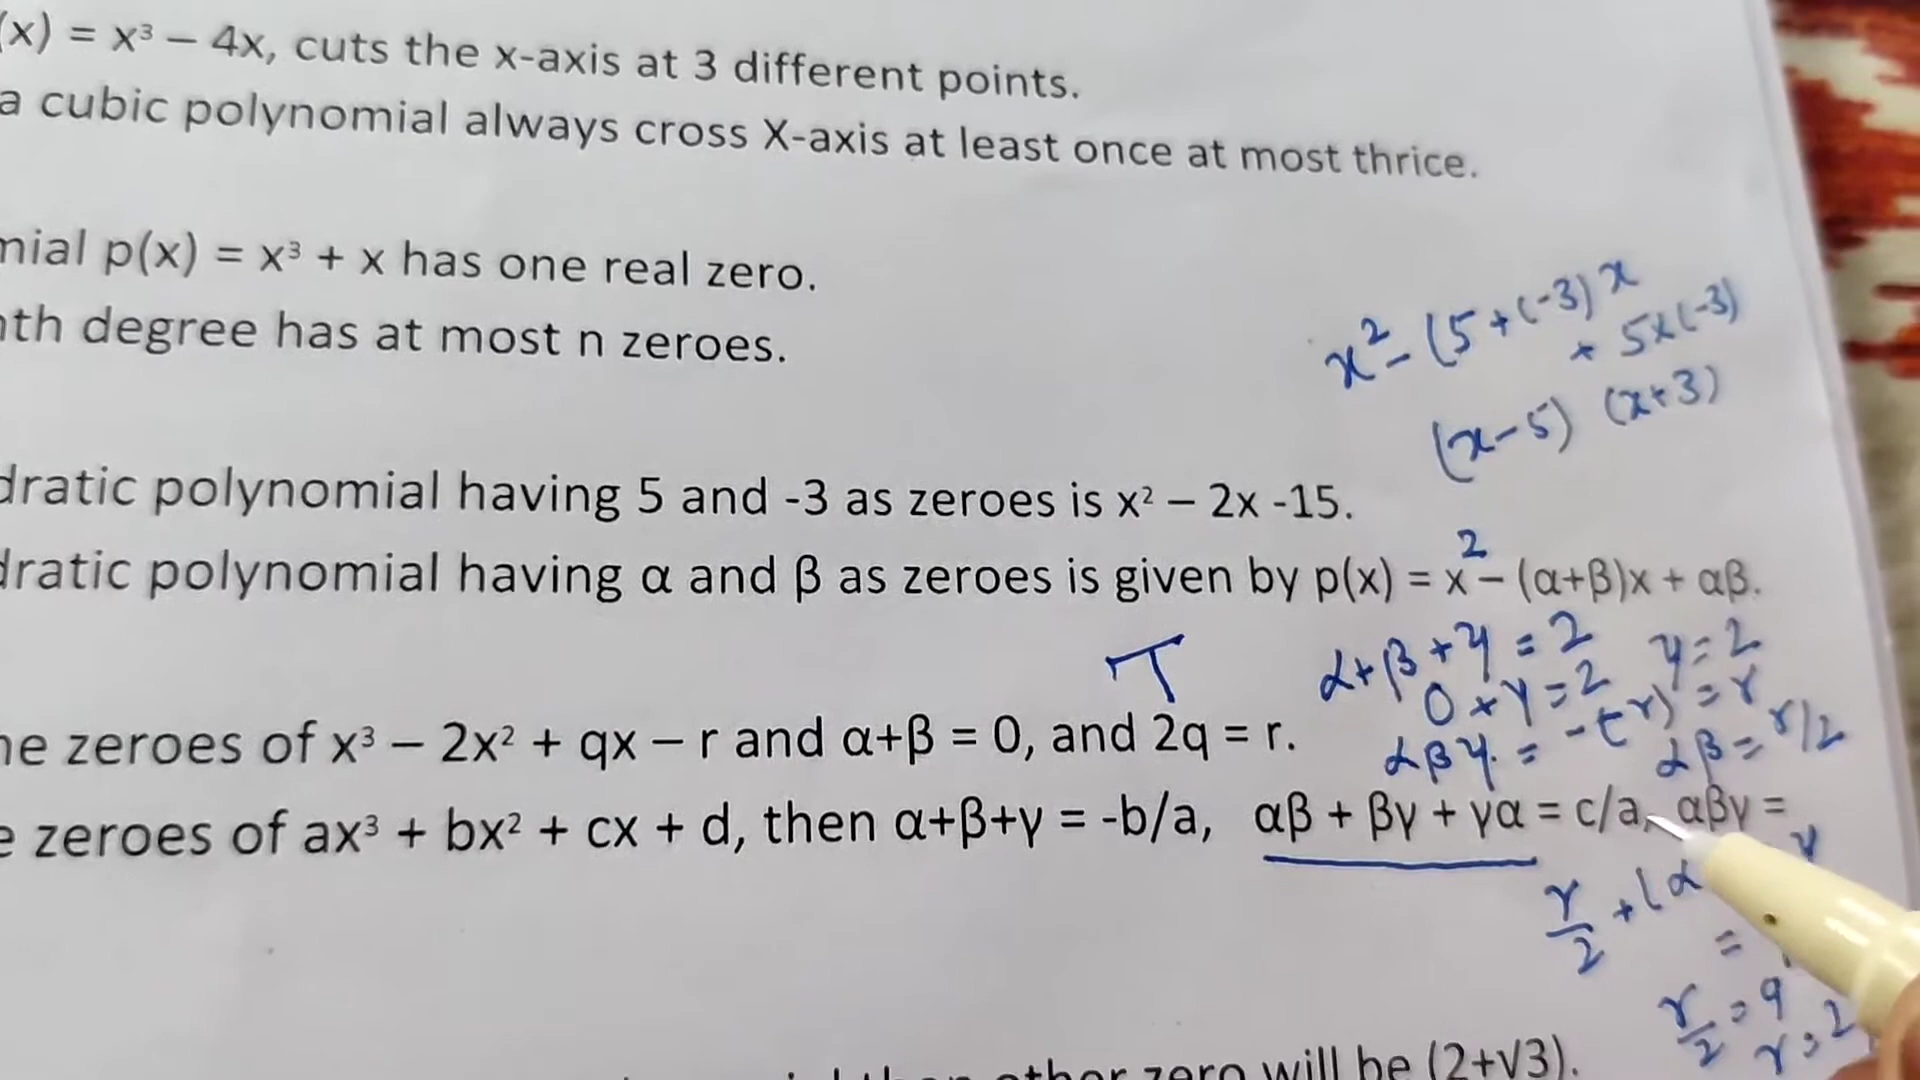 (x) = x³ – 4x, cuts the x-axis at 3 different points.
a cubic polynomial always cross X-axis at least once at most thrice.
nial p(x) = x³ + x has one real zero.
nth degree has at most n zeroes.
x² - (5 + (-3) x
+ 5x(-3)
(x-5) (x+3)
dratic polynomial having 5 and -3 as zeroes is x² – 2x -15.
dratic polynomial having α and β as zeroes is given by p(x) = x² – (α+β)x + αβ.
T
α+β+γ = 2 γ = 2
0 + γ = 2
αβγ = -(-r) = r
αβ = r/2
he zeroes of x³ – 2x² + qx – r and α+β = 0, and 2q = r.
e zeroes of ax³ + bx² + cx + d, then α+β+γ = -b/a, αβ + βγ + γα = c/a, αβγ =
r/2 + (α
=
r/2 = q
r = 2
then other zero will be (2+√3).